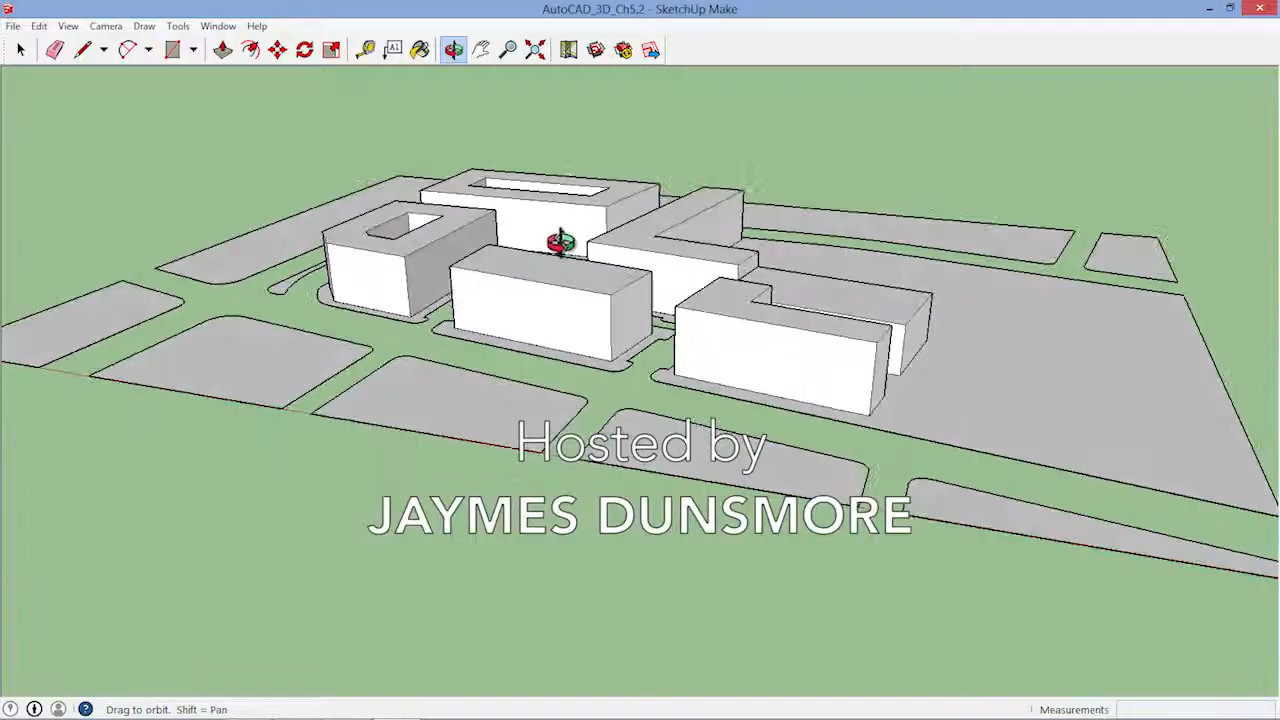 AutoCAD_3D_Ch5.2 - SketchUp Make
File Edit View Camera Draw Tools Window Help
A1
Hosted by
JAYMES DUNSMORE
Drag to orbit. Shift = Pan
Measurements